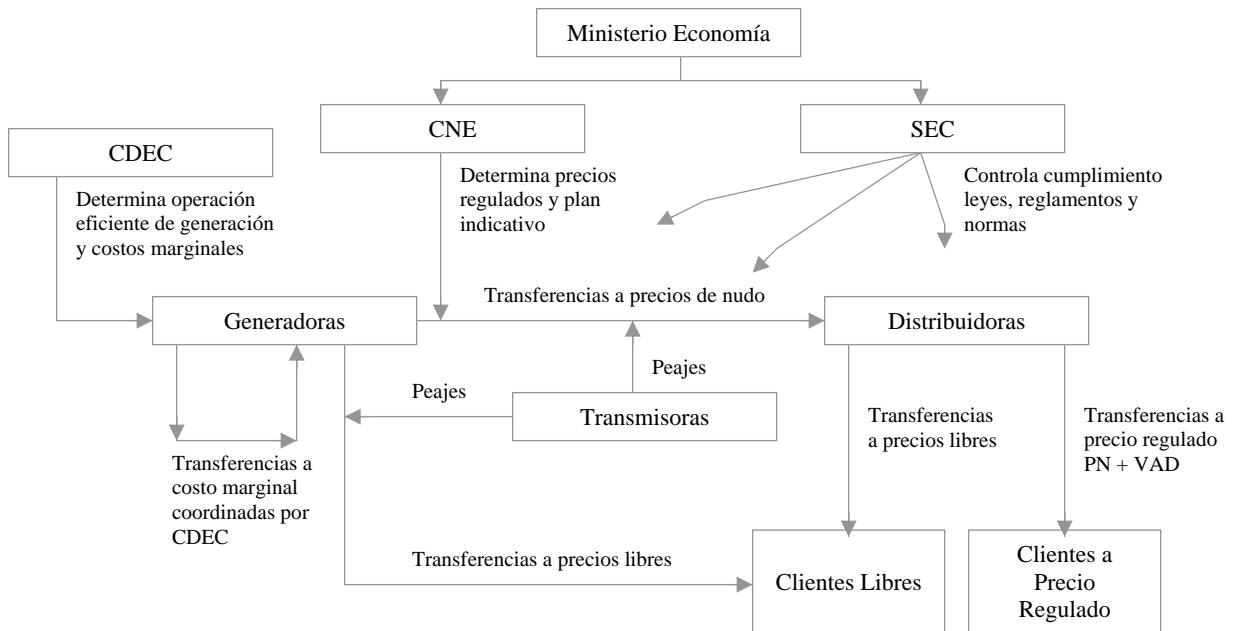 Ministerio Economía
CNE
SEC
CDEC
Determina operación
eficiente de generación
y costos marginales
Determina precios
regulados y plan
indicativo
Controla cumplimiento
leyes, reglamentos y
normas
Transferencias a precios de nudo
Generadoras
Distribuidoras
Peajes
Peajes
Transmisoras
Transferencias
a precios libres
Transferencias a
precio regulado
PN + VAD
Transferencias a
costo marginal
coordinadas por
CDEC
Transferencias a precios libres
Clientes Libres
Clientes a
Precio
Regulado